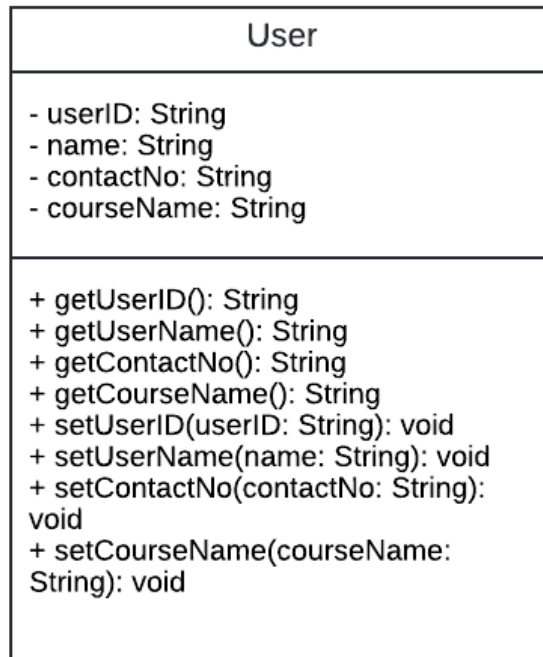 User
- userID: String
- name: String
- contactNo: String
- courseName: String
+ getUserID(): String
+ getUserName(): String
+ getContactNo(): String
+ getCourseName(): String
+ setUserID(userID: String): void
+ setUserName(name: String): void
+ setContactNo(contactNo: String):
void
+ setCourseName(courseName:
String): void